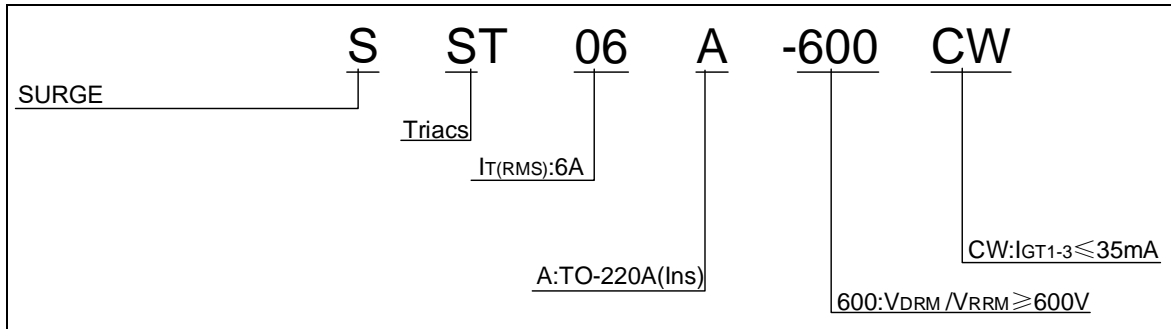 S ST 06 A -600 CW
SURGE
Triacs
IT(RMS):6A
CW:IGT1-3≤35mA
A:TO-220A(Ins)
600:VDRM /VRRM≥600V